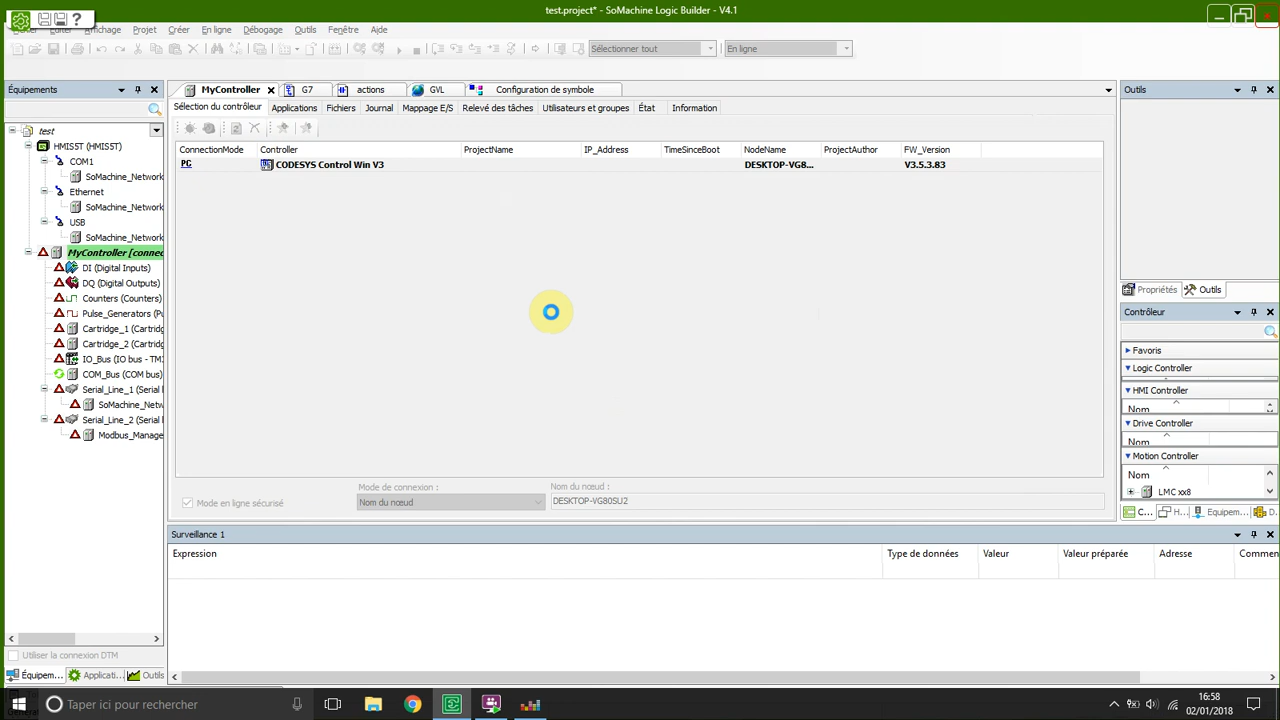 test.project* - SoMachine Logic Builder - V4.1
Affichage Projet Créer En ligne Débogage Outils Fenêtre Aide
Sélectionner tout En ligne
Équipements
MyController G7 actions GVL Configuration de symbole
Outils
Sélection du contrôleur Applications Fichiers Journal Mappage E/S Relevé des tâches Utilisateurs et groupes État Information
test
HMISST (HMISST)
COM1
SoMachine_Network
Ethernet
SoMachine_Network
USB
SoMachine_Network
MyController [connec
DI (Digital Inputs)
DQ (Digital Outputs)
Counters (Counters)
Pulse_Generators (Pu
Cartridge_1 (Cartridg
Cartridge_2 (Cartridg
IO_Bus (IO bus - TM
COM_Bus (COM bus)
Serial_Line_1 (Serial l
SoMachine_Netw
Serial_Line_2 (Serial l
Modbus_Manage
ConnectionMode Controller ProjectName IP_Address TimeSinceBoot NodeName ProjectAuthor FW_Version
PC CODESYS Control Win V3 DESKTOP-VG8... V3.5.3.83
Mode en ligne sécurisé
Mode de connexion :
Nom du nœud
Nom du nœud :
DESKTOP-VG80SU2
Propriétés Outils
Contrôleur
Favoris
Logic Controller
HMI Controller
Nom
Drive Controller
Nom
Motion Controller
Nom
LMC xx8
C... H... Équipem... D.
Surveillance 1
Expression Type de données Valeur Valeur préparée Adresse Commen
Utiliser la connexion DTM
Équipem... Applicati... Outils
Taper ici pour rechercher
16:58
02/01/2018